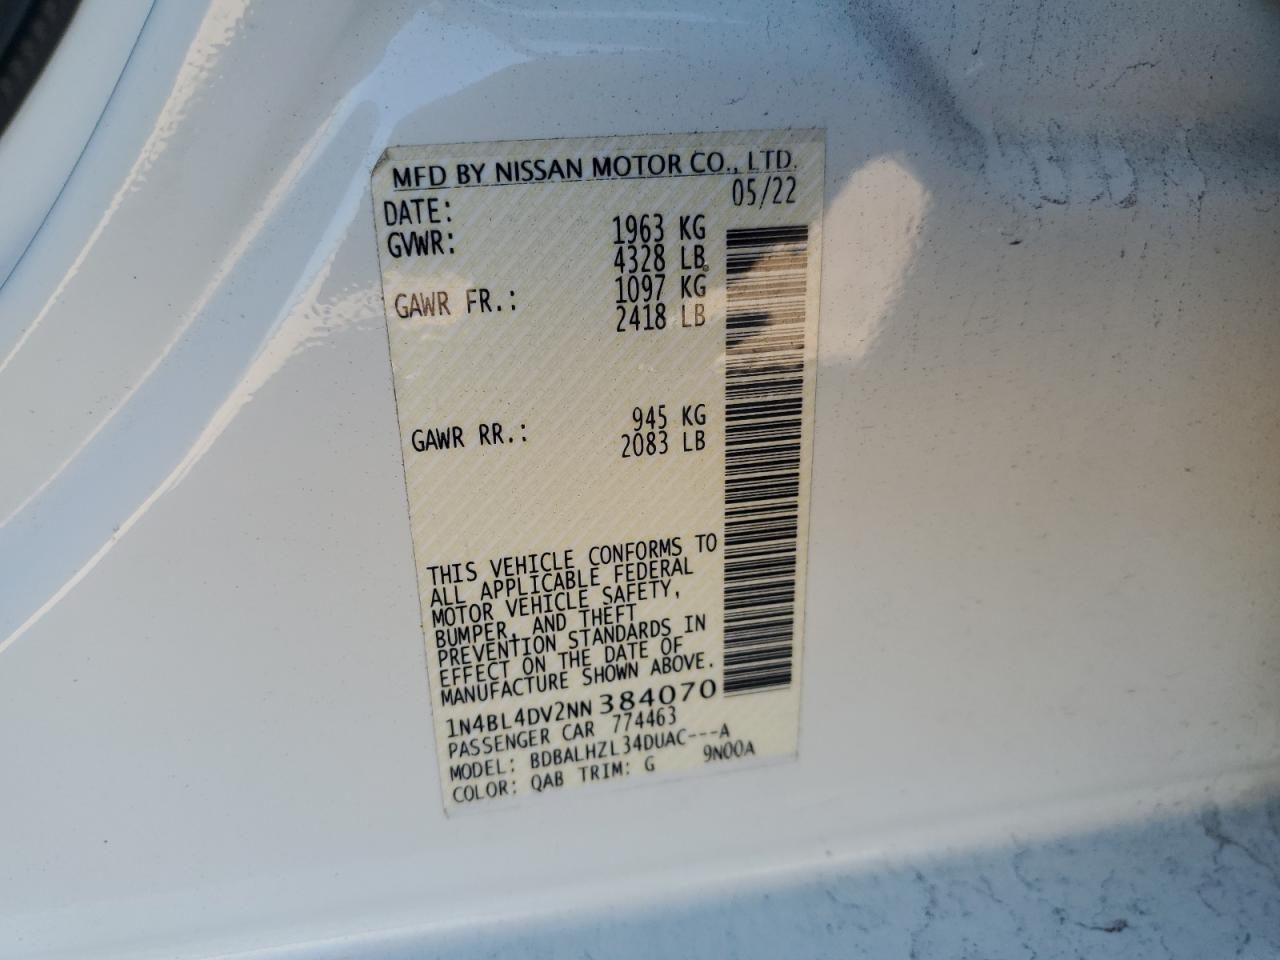 MFD BY NISSAN MOTOR CO., LTD.
DATE: 05/22
GVWR: 1963 KG
4328 LB
GAWR FR.: 1097 KG
2418 LB
GAWR RR.: 945 KG
2083 LB
THIS VEHICLE CONFORMS TO
ALL APPLICABLE FEDERAL
MOTOR VEHICLE SAFETY,
BUMPER, AND THEFT
PREVENTION STANDARDS IN
EFFECT ON THE DATE OF
MANUFACTURE SHOWN ABOVE.
1N4BL4DV2NN384070
PASSENGER CAR 774463
MODEL: BDBALHZL34DUAC---A
COLOR: QAB TRIM: G 9N00A